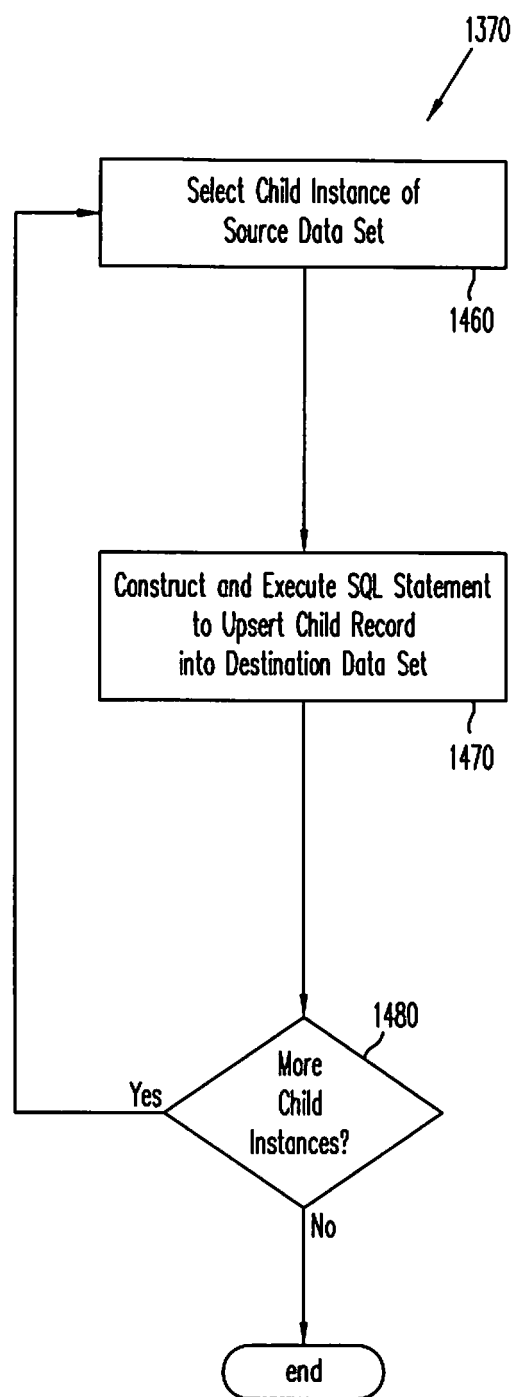 1370
Select Child Instance of
Source Data Set
1460
Construct and Execute SQL Statement
to Upsert Child Record
into Destination Data Set
1470
1480
More
Child
Instances?
Yes
No
end